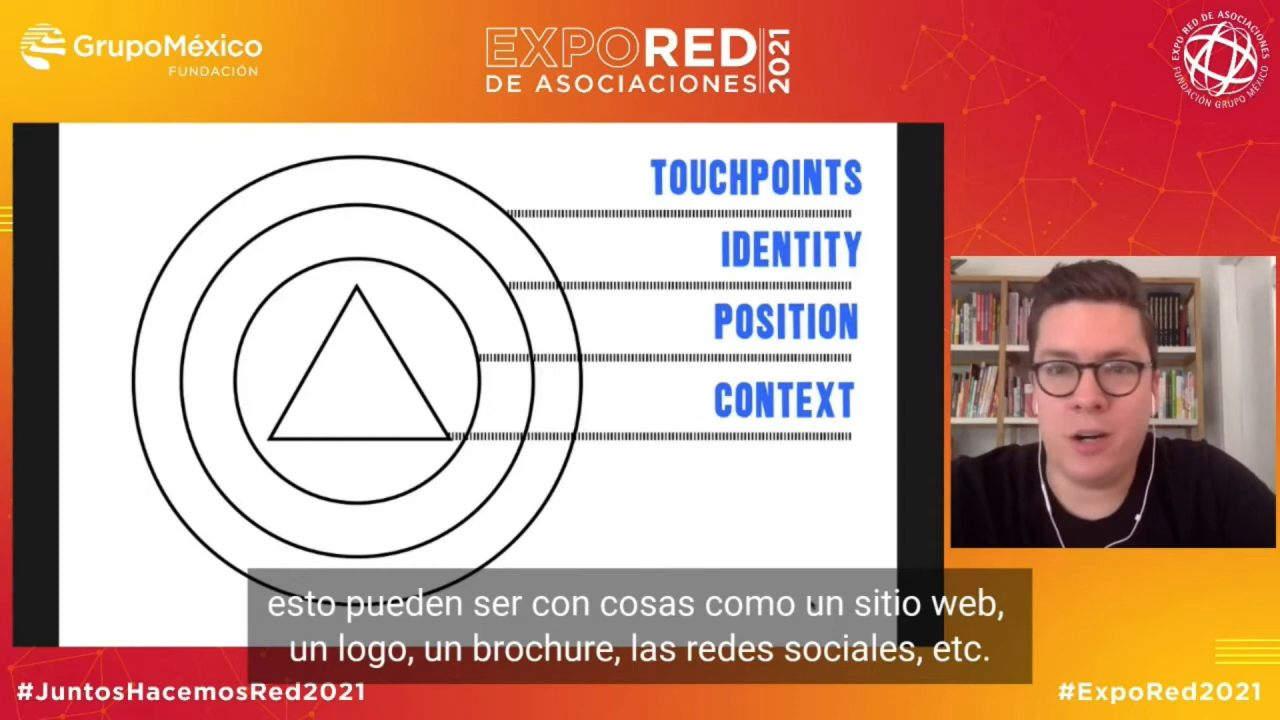 GrupoMéxico
FUNDACIÓN
EXPORED
DE ASOCIACIONES
2021
EXPO RED DE ASOCIACIONES
FUNDACIÓN GRUPO MÉXICO
TOUCHPOINTS
IDENTITY
POSITION
CONTEXT
esto pueden ser con cosas como un sitio web,
un logo, un brochure, las redes sociales, etc.
#JuntosHacemosRed2021
#ExpoRed2021